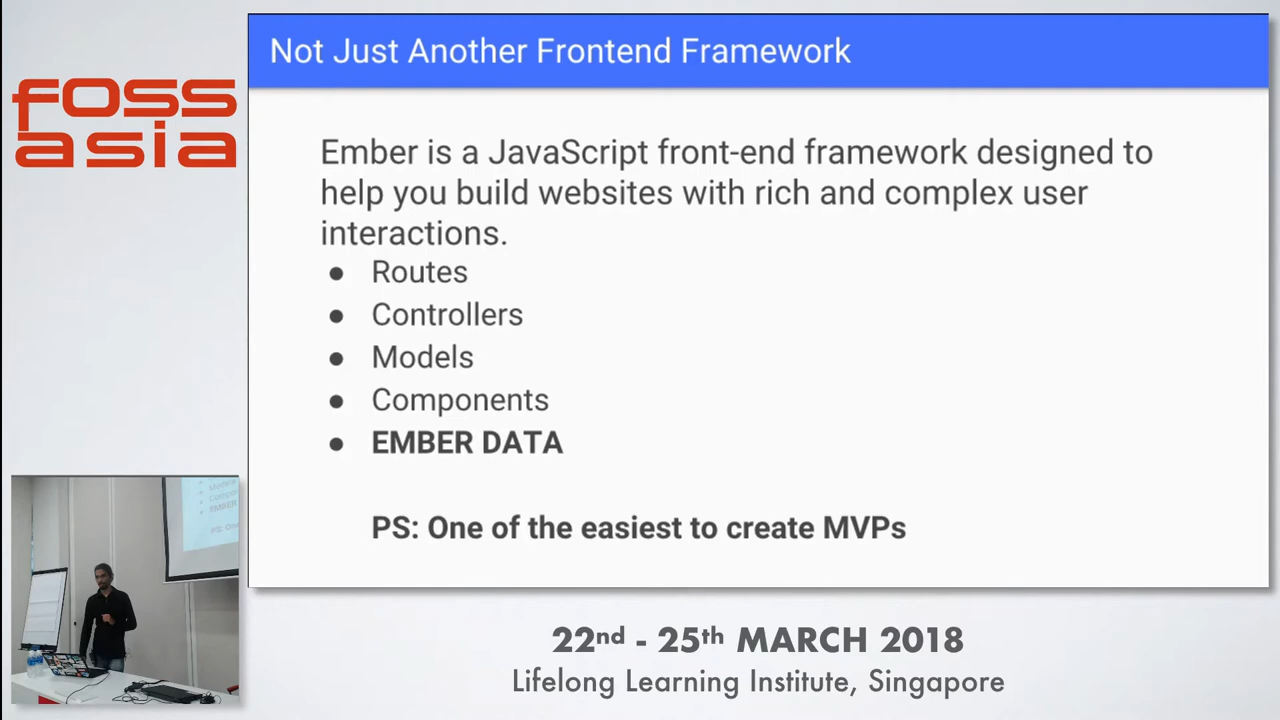 foss
asia
Not Just Another Frontend Framework
Ember is a JavaScript front-end framework designed to
help you build websites with rich and complex user
interactions.
● Routes
● Controllers
● Models
● Components
● EMBER DATA
PS: One of the easiest to create MVPs
22nd - 25th MARCH 2018
Lifelong Learning Institute, Singapore